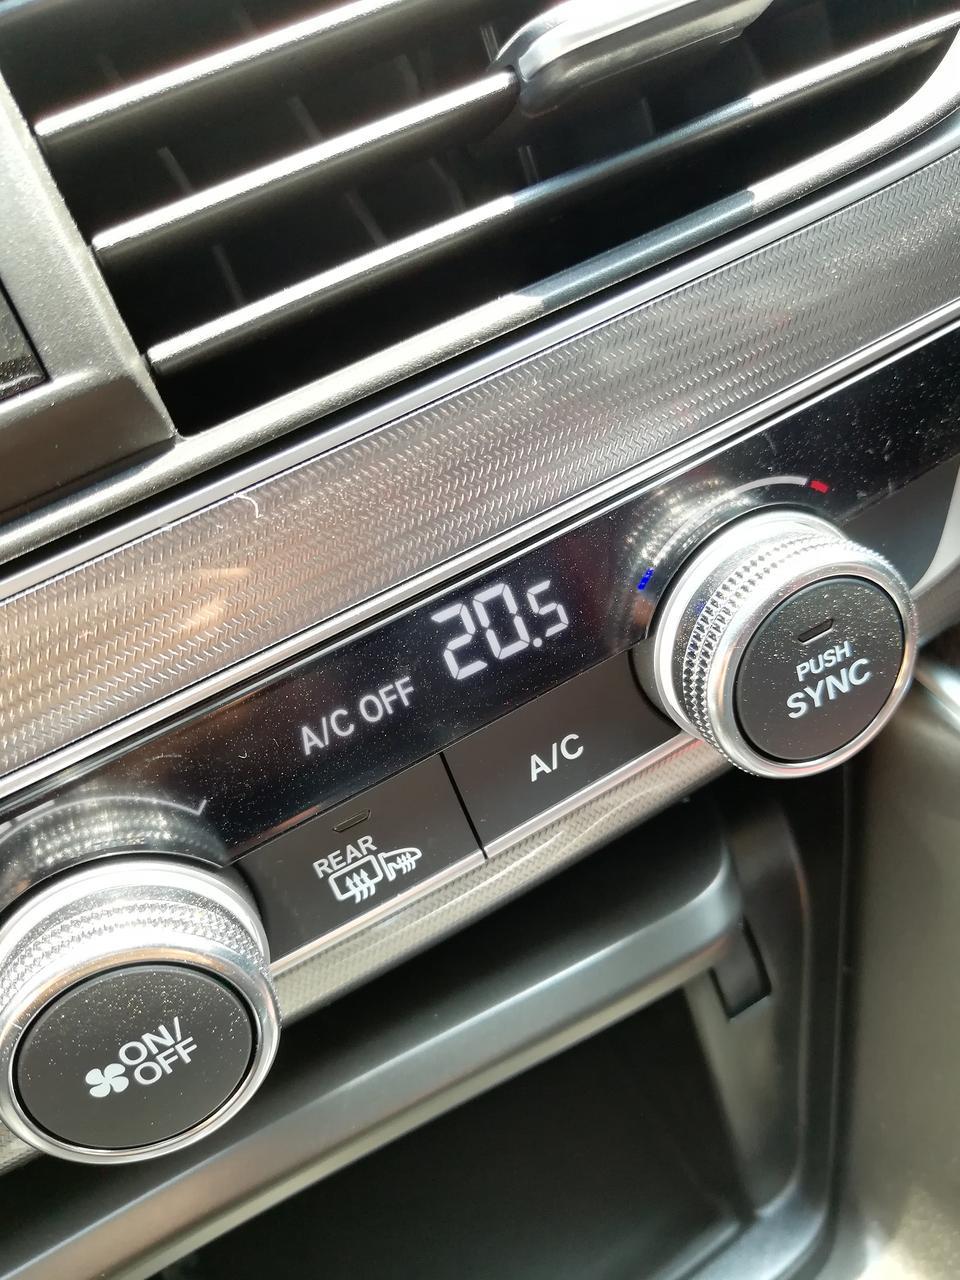 20.5
A/C OFF
PUSH
SYNC
A/C
REAR
ON/
OFF